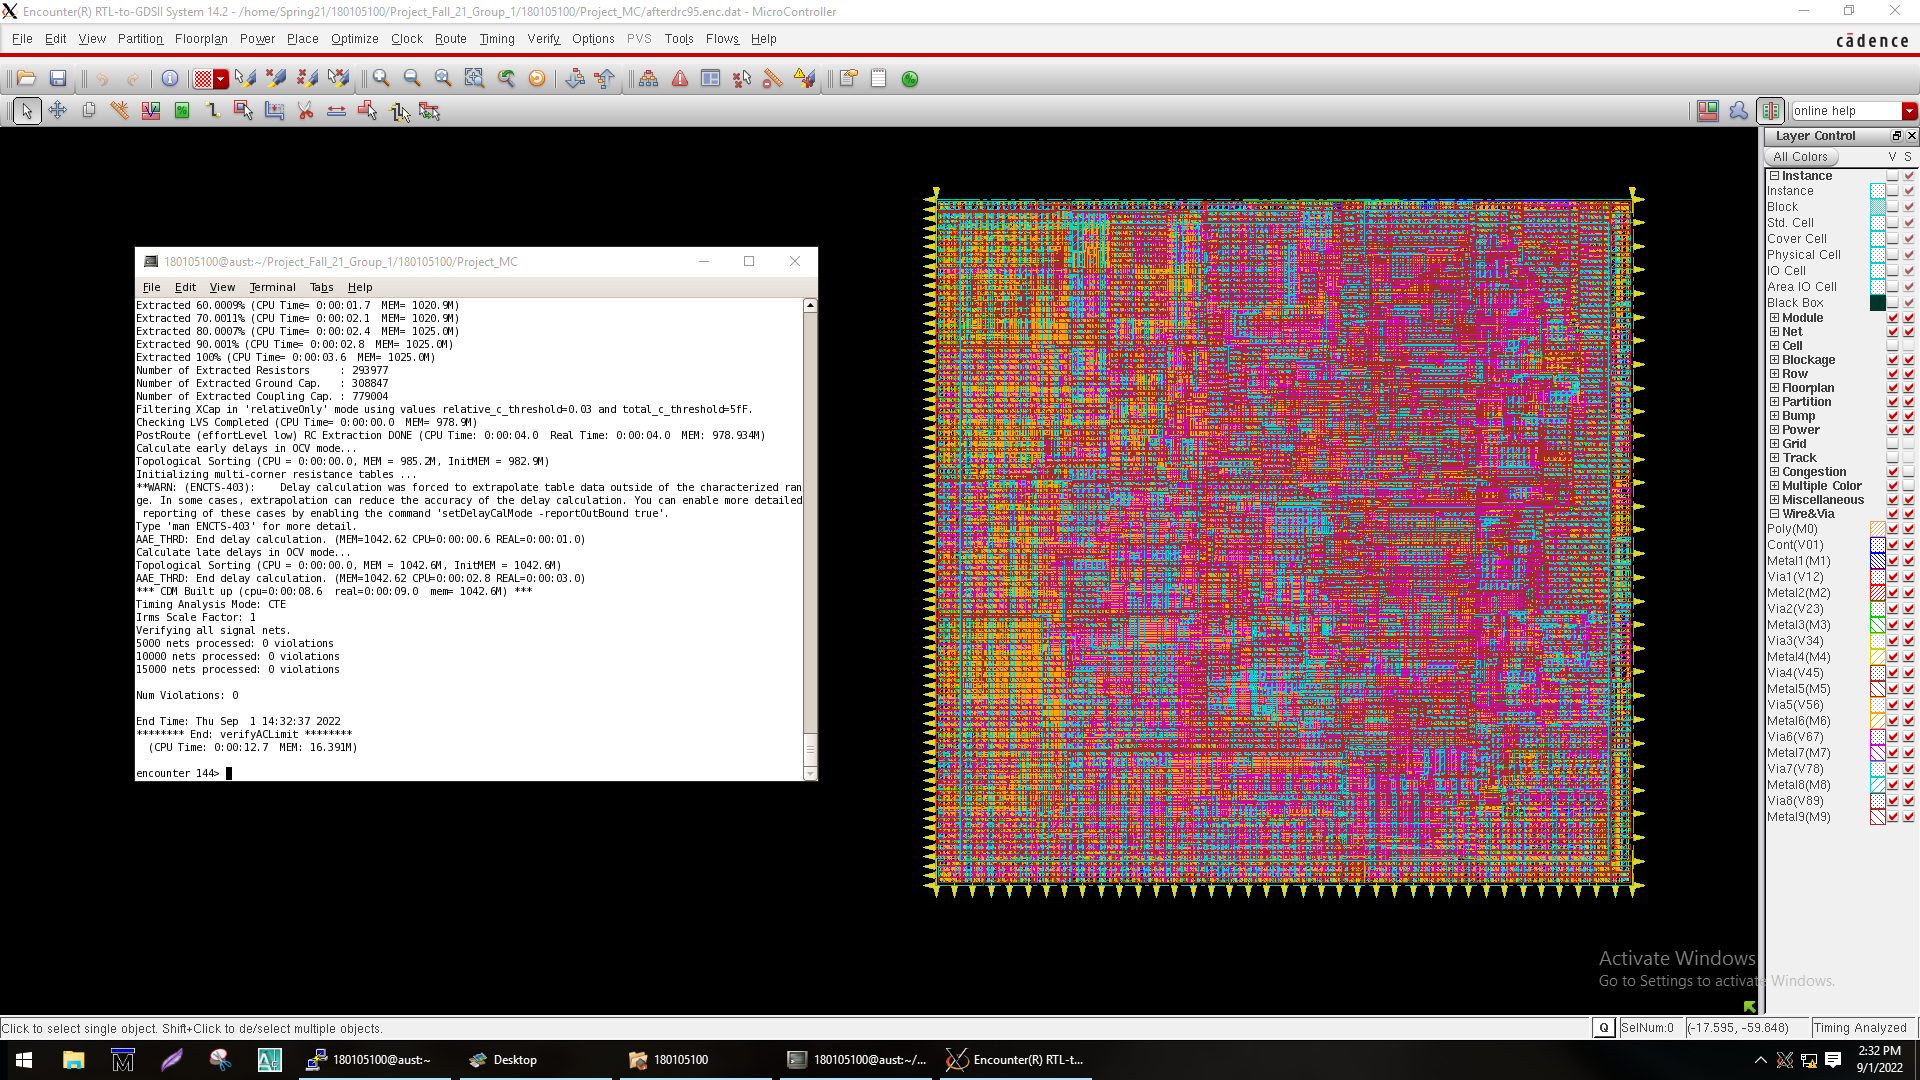 Encounter(R) RTL-to-GDSII System 14.2 - /home/Spring21/180105100/Project_Fall_21_Group_1/180105100/Project_MC/afterdrc95.enc.dat - MicroController
File Edit View Partition Floorplan Power Place Optimize Clock Route Timing Verify Options PVS Tools Flows Help
cādence
online help
Layer Control
All Colors V S
Instance
Instance
Block
Std. Cell
Cover Cell
Physical Cell
IO Cell
Area IO Cell
Black Box
Module
Net
Cell
Blockage
Row
Floorplan
Partition
Bump
Power
Grid
Track
Congestion
Multiple Color
Miscellaneous
Wire&Via
Poly(M0)
Cont(V01)
Metal1(M1)
Via1(V12)
Metal2(M2)
Via2(V23)
Metal3(M3)
Via3(V34)
Metal4(M4)
Via4(V45)
Metal5(M5)
Via5(V56)
Metal6(M6)
Via6(V67)
Metal7(M7)
Via7(V78)
Metal8(M8)
Via8(V89)
Metal9(M9)
180105100@aust:~/Project_Fall_21_Group_1/180105100/Project_MC
File Edit View Terminal Tabs Help
Extracted 60.0009% (CPU Time= 0:00:01.7  MEM= 1020.9M)
Extracted 70.0011% (CPU Time= 0:00:02.1  MEM= 1020.9M)
Extracted 80.0007% (CPU Time= 0:00:02.4  MEM= 1025.0M)
Extracted 90.001% (CPU Time= 0:00:02.8  MEM= 1025.0M)
Extracted 100% (CPU Time= 0:00:03.6  MEM= 1025.0M)
Number of Extracted Resistors     : 293977
Number of Extracted Ground Cap.   : 308847
Number of Extracted Coupling Cap. : 779004
Filtering XCap in 'relativeOnly' mode using values relative_c_threshold=0.03 and total_c_threshold=5fF.
Checking LVS Completed (CPU Time= 0:00:00.0  MEM= 978.9M)
PostRoute (effortLevel low) RC Extraction DONE (CPU Time: 0:00:04.0  Real Time: 0:00:04.0  MEM: 978.934M)
Calculate early delays in OCV mode...
Topological Sorting (CPU = 0:00:00.0, MEM = 985.2M, InitMEM = 982.9M)
Initializing multi-corner resistance tables ...
**WARN: (ENCTS-403):    Delay calculation was forced to extrapolate table data outside of the characterized ran
ge. In some cases, extrapolation can reduce the accuracy of the delay calculation. You can enable more detailed
reporting of these cases by enabling the command 'setDelayCalMode -reportOutBound true'.
Type 'man ENCTS-403' for more detail.
AAE_THRD: End delay calculation. (MEM=1042.62 CPU=0:00:00.6 REAL=0:00:01.0)
Calculate late delays in OCV mode...
Topological Sorting (CPU = 0:00:00.0, MEM = 1042.6M, InitMEM = 1042.6M)
AAE_THRD: End delay calculation. (MEM=1042.62 CPU=0:00:02.8 REAL=0:00:03.0)
*** CDM Built up (cpu=0:00:08.6  real=0:00:09.0  mem= 1042.6M) ***
Timing Analysis Mode: CTE
Irms Scale Factor: 1
Verifying all signal nets.
5000 nets processed: 0 violations
10000 nets processed: 0 violations
15000 nets processed: 0 violations
Num Violations: 0
End Time: Thu Sep  1 14:32:37 2022
******** End: verifyACLimit ********
(CPU Time: 0:00:12.7  MEM: 16.391M)
encounter 144>
Activate Windows
Go to Settings to activate Windows.
Click to select single object. Shift+Click to de/select multiple objects.
Q SelNum:0 (-17.595, -59.848) Timing Analyzed
180105100@aust:~ Desktop 180105100 180105100@aust:~/... Encounter(R) RTL-t...
2:32 PM
9/1/2022